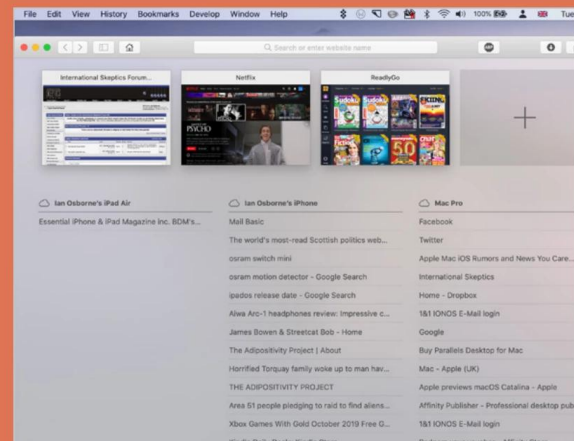 File Edit View History Bookmarks Develop Window Help 100% Tue
Search or enter website name
International Skeptics Forum...
Netflix
ReadlyGo
PSYCHO
Sudoku
50
Ian Osborne's iPad Air
Essential iPhone & iPad Magazine inc. BDM's...
Ian Osborne's iPhone
Mail Basic
The world's most-read Scottish politics web...
osram switch mini
osram motion detector - Google Search
ipados release date - Google Search
Aiwa Arc-1 headphones review: Impressive c...
James Bowen & Streetcat Bob - Home
The Adipositivity Project | About
Horrified Torquay family woke up to man hav...
THE ADIPOSITIVITY PROJECT
Area 51 people pledging to raid to find aliens...
Xbox Games With Gold October 2019 Free G...
Mac Pro
Facebook
Twitter
Apple Mac iOS Rumors and News You Care...
International Skeptics
Home - Dropbox
1&1 IONOS E-Mail login
Google
Buy Parallels Desktop for Mac
Mac - Apple (UK)
Apple previews macOS Catalina - Apple
Affinity Publisher - Professional desktop pub
1&1 IONOS E-Mail login